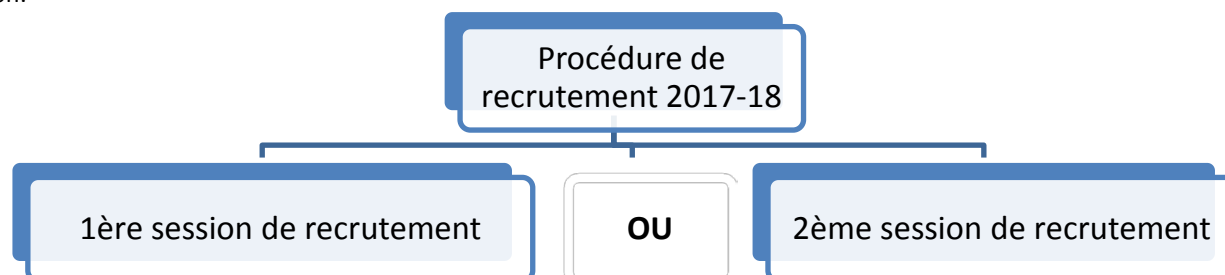 Procédure de
recrutement 2017-18
1ère session de recrutement
OU
2ème session de recrutement